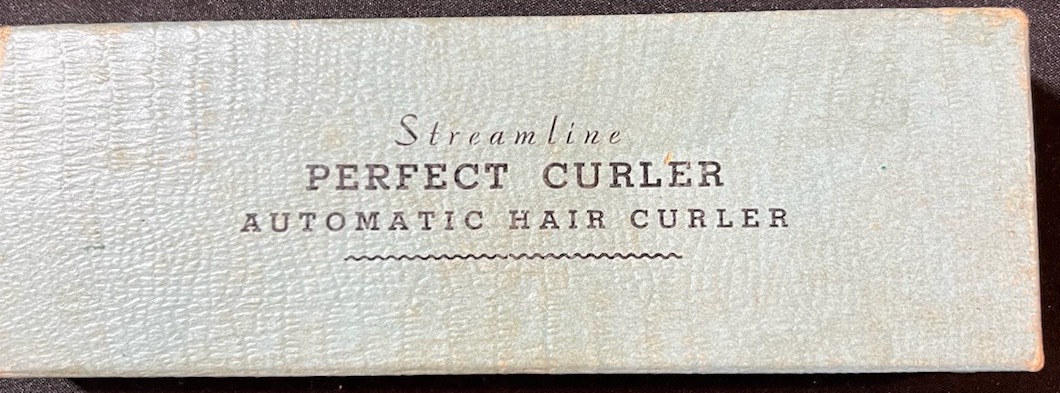 Streamline
PERFECT CURLER
AUTOMATIC HAIR CURLER